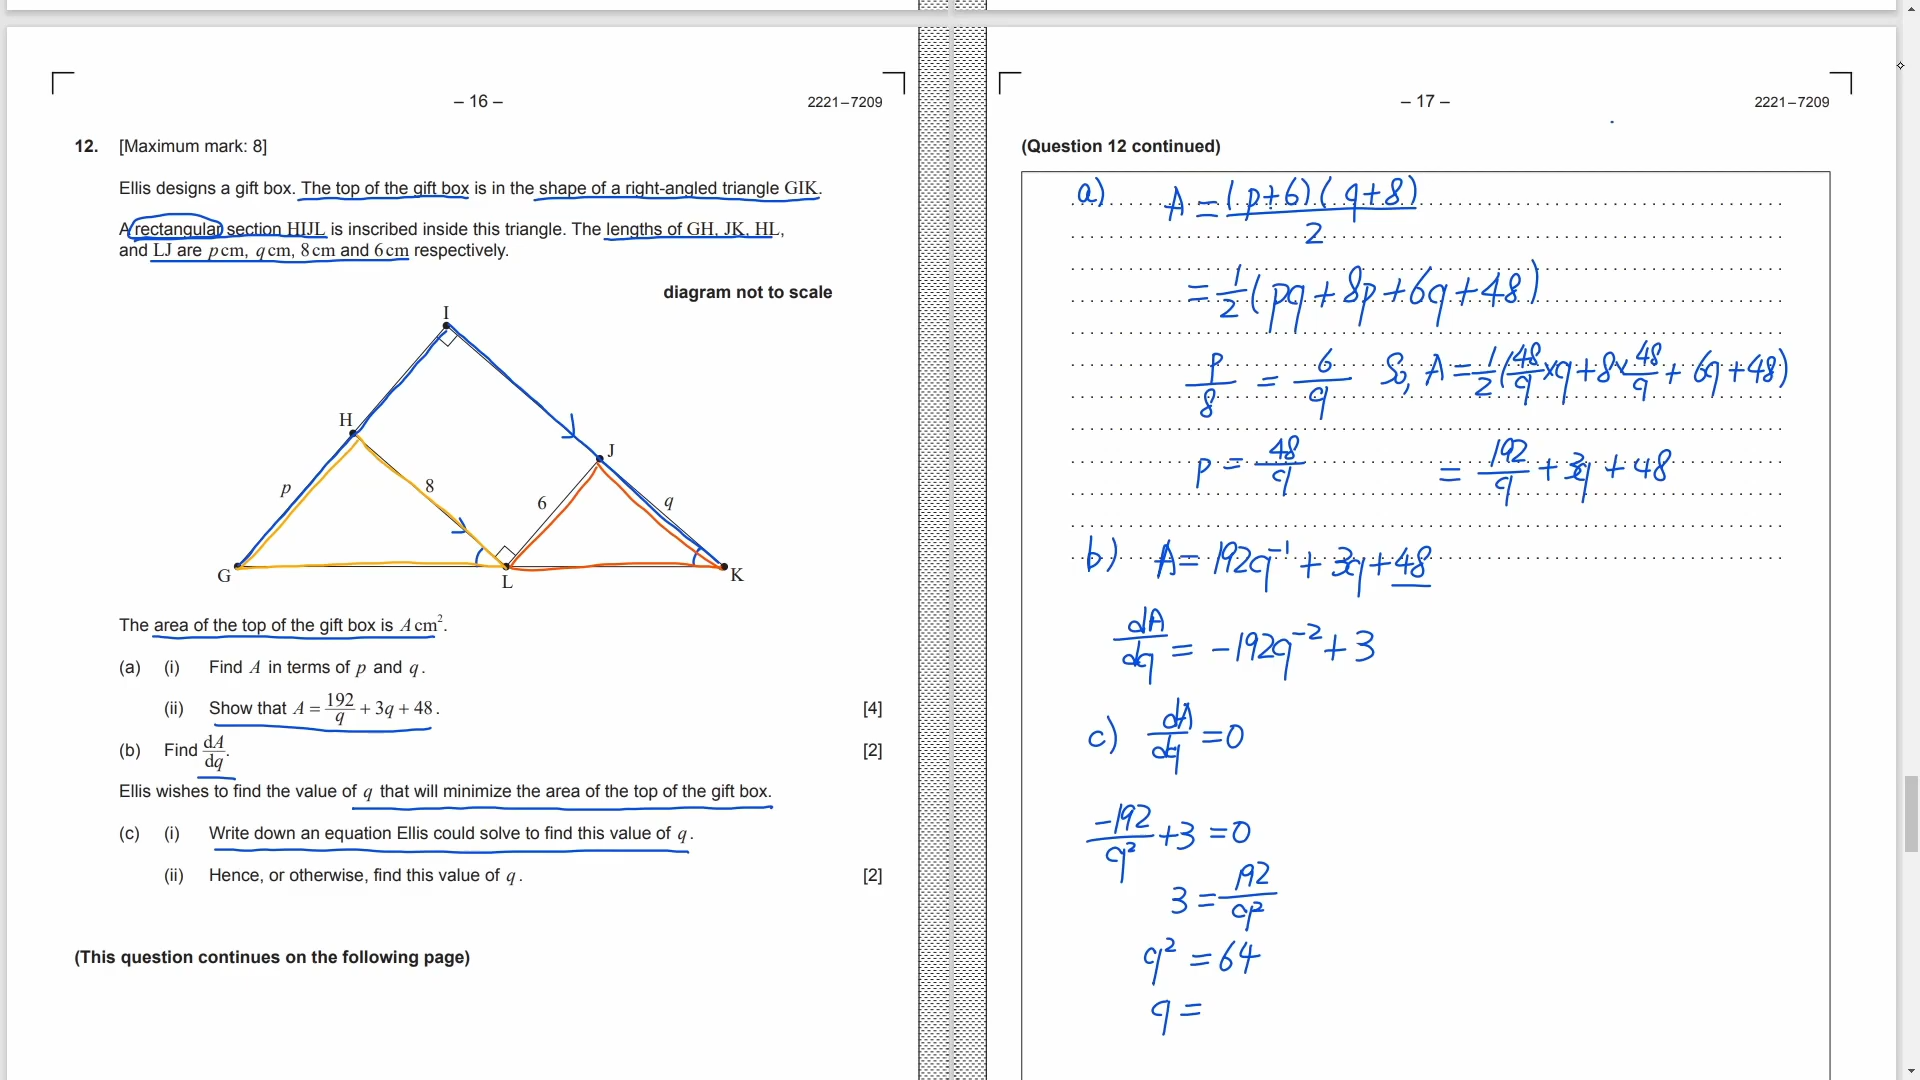 – 16 –
2221–7209
12. [Maximum mark: 8]
Ellis designs a gift box. The top of the gift box is in the shape of a right-angled triangle GIK.
A rectangular section HIJL is inscribed inside this triangle. The lengths of GH, JK, HL,
and LJ are p cm, q cm, 8 cm and 6 cm respectively.
diagram not to scale
I
H
J
p
8
6
q
G
L
K
The area of the top of the gift box is A cm².
(a) (i) Find A in terms of p and q.
(ii) Show that A = 192/q + 3q + 48. [4]
(b) Find dA/dq. [2]
Ellis wishes to find the value of q that will minimize the area of the top of the gift box.
(c) (i) Write down an equation Ellis could solve to find this value of q.
(ii) Hence, or otherwise, find this value of q. [2]
(This question continues on the following page)
– 17 –
2221–7209
(Question 12 continued)
a) A = (p+6)(q+8)/2
= 1/2 (pq + 8p + 6q + 48)
p/8 = 6/q So, A = 1/2 (48/q × q + 8 × 48/q + 6q + 48)
p = 48/q = 192/q + 3q + 48
b) A = 192q⁻¹ + 3q + 48
dA/dq = -192q⁻² + 3
c) dA/dq = 0
-192/q² + 3 = 0
3 = 192/q²
q² = 64
q =